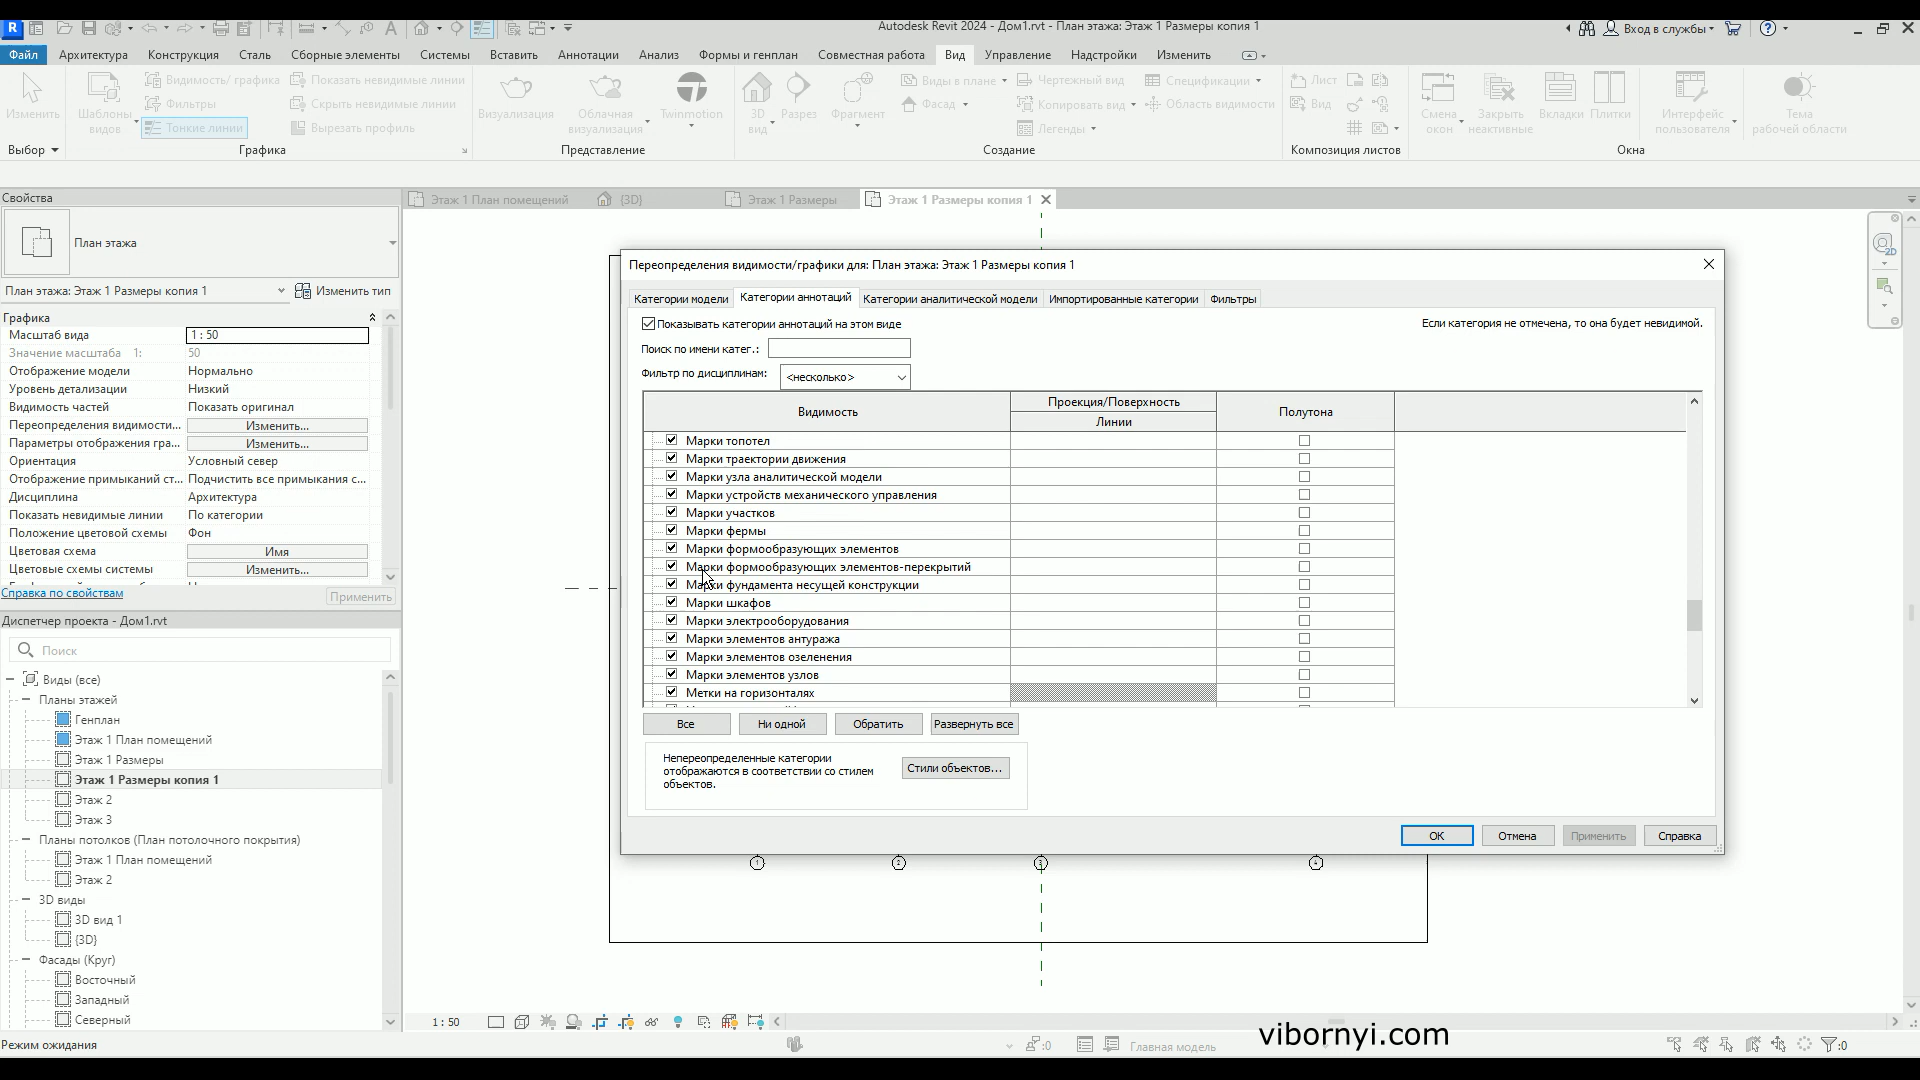 Autodesk Revit 2024 - Дом1.rvt - План этажа: Этаж 1 Размеры копия 1
Вход в службы
Файл Архитектура Конструкция Сталь Сборные элементы Системы Вставить Аннотации Анализ Формы и генплан Совместная работа Вид Управление Надстройки Изменить
Изменить
Шаблоны видов
Видимость/ графика
Фильтры
Тонкие линии
Показать невидимые линии
Скрыть невидимые линии
Вырезать профиль
Визуализация
Облачная визуализация
Twinmotion
3D вид
Разрез
Фрагмент
Виды в плане
Фасад
Чертежный вид
Копировать вид
Легенды
Спецификации
Область видимости
Лист
Вид
Смена окон
Закрыть неактивные
Вкладки
Плитки
Интерфейс пользователя
Тема рабочей области
Выбор Графика Представление Создание Композиция листов Окна
Свойства
План этажа
План этажа: Этаж 1 Размеры копия 1 Изменить тип
Графика
Масштаб вида 1 : 50
Значение масштаба 1: 50
Отображение модели Нормально
Уровень детализации Низкий
Видимость частей Показать оригинал
Переопределения видимости... Изменить...
Параметры отображения гра... Изменить...
Ориентация Условный север
Отображение примыканий ст... Подчистить все примыкания с...
Дисциплина Архитектура
Показать невидимые линии По категории
Положение цветовой схемы Фон
Цветовая схема Имя
Цветовые схемы системы Изменить...
Справка по свойствам Применить
Диспетчер проекта - Дом1.rvt
Поиск
Виды (все)
Планы этажей
Генплан
Этаж 1 План помещений
Этаж 1 Размеры
Этаж 1 Размеры копия 1
Этаж 2
Этаж 3
Планы потолков (План потолочного покрытия)
Этаж 1 План помещений
Этаж 2
3D виды
3D вид 1
{3D}
Фасады (Круг)
Восточный
Западный
Северный
Этаж 1 План помещений {3D} Этаж 1 Размеры Этаж 1 Размеры копия 1
Переопределения видимости/графики для: План этажа: Этаж 1 Размеры копия 1
Категории модели Категории аннотаций Категории аналитической модели Импортированные категории Фильтры
Показывать категории аннотаций на этом виде
Если категория не отмечена, то она будет невидимой.
Поиск по имени катег.:
Фильтр по дисциплинам: <несколько>
Видимость Проекция/Поверхность Полутона
Линии
Марки топотел
Марки траектории движения
Марки узла аналитической модели
Марки устройств механического управления
Марки участков
Марки фермы
Марки формообразующих элементов
Марки формообразующих элементов-перекрытий
Марки фундамента несущей конструкции
Марки шкафов
Марки электрооборудования
Марки элементов антуража
Марки элементов озеленения
Марки элементов узлов
Метки на горизонталях
Все Ни одной Обратить Развернуть все
Непереопределенные категории
отображаются в соответствии со стилем
объектов.
Стили объектов...
ОК Отмена Применить Справка
1 2 3 4
1 : 50
2D
vibornyi.com
Режим ожидания :0 Главная модель :0